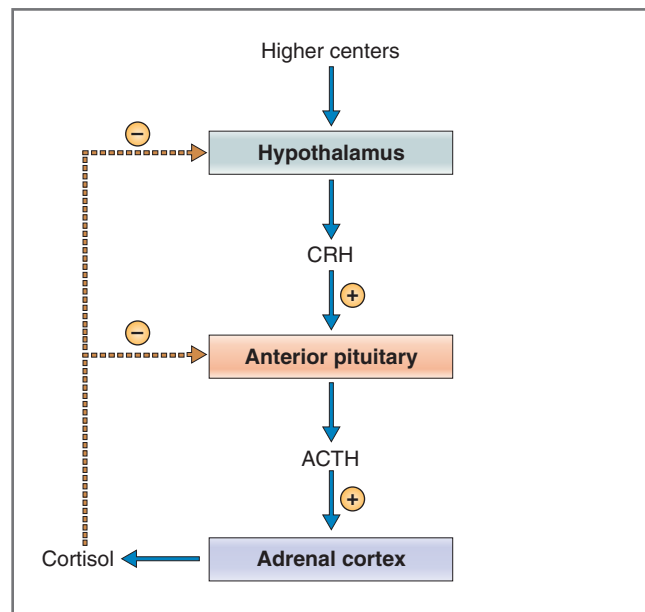 Higher centers
−
Hypothalamus
CRH
+
−
Anterior pituitary
ACTH
+
Cortisol
Adrenal cortex